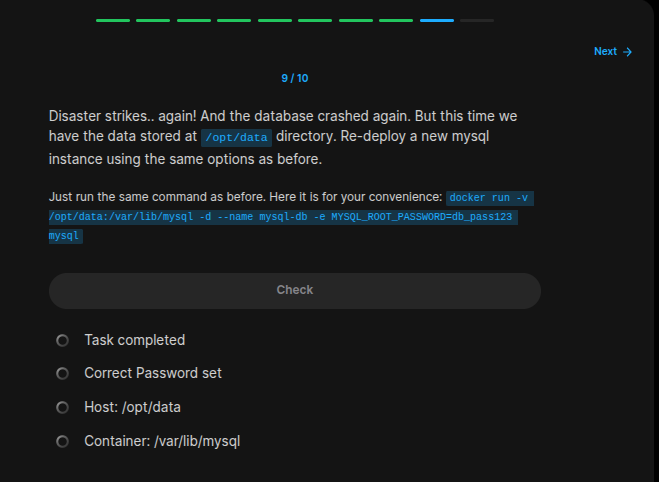 Next →
9 / 10
Disaster strikes.. again! And the database crashed again. But this time we
have the data stored at /opt/data directory. Re-deploy a new mysql
instance using the same options as before.
Just run the same command as before. Here it is for your convenience: docker run -v
/opt/data:/var/lib/mysql -d --name mysql-db -e MYSQL_ROOT_PASSWORD=db_pass123
mysql
Check
Task completed
Correct Password set
Host: /opt/data
Container: /var/lib/mysql